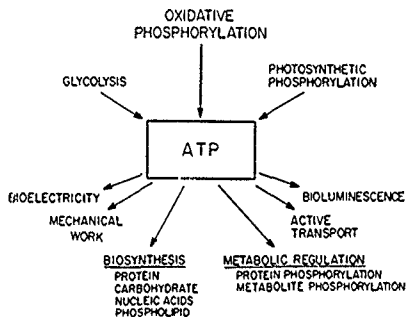 OXIDATIVE
PHOSPHORYLATION
GLYCOLYSIS
PHOTOSYNTHETIC
PHOSPHORYLATION
ATP
BIOELECTRICITY
BIOLUMINESCENCE
MECHANICAL
WORK
ACTIVE
TRANSPORT
BIOSYNTHESIS
PROTEIN
CARBOHYDRATE
NUCLEIC ACIDS
PHOSPHOLIPID
METABOLIC REGULATION
PROTEIN PHOSPHORYLATION
METABOLITE PHOSPHORYLATION